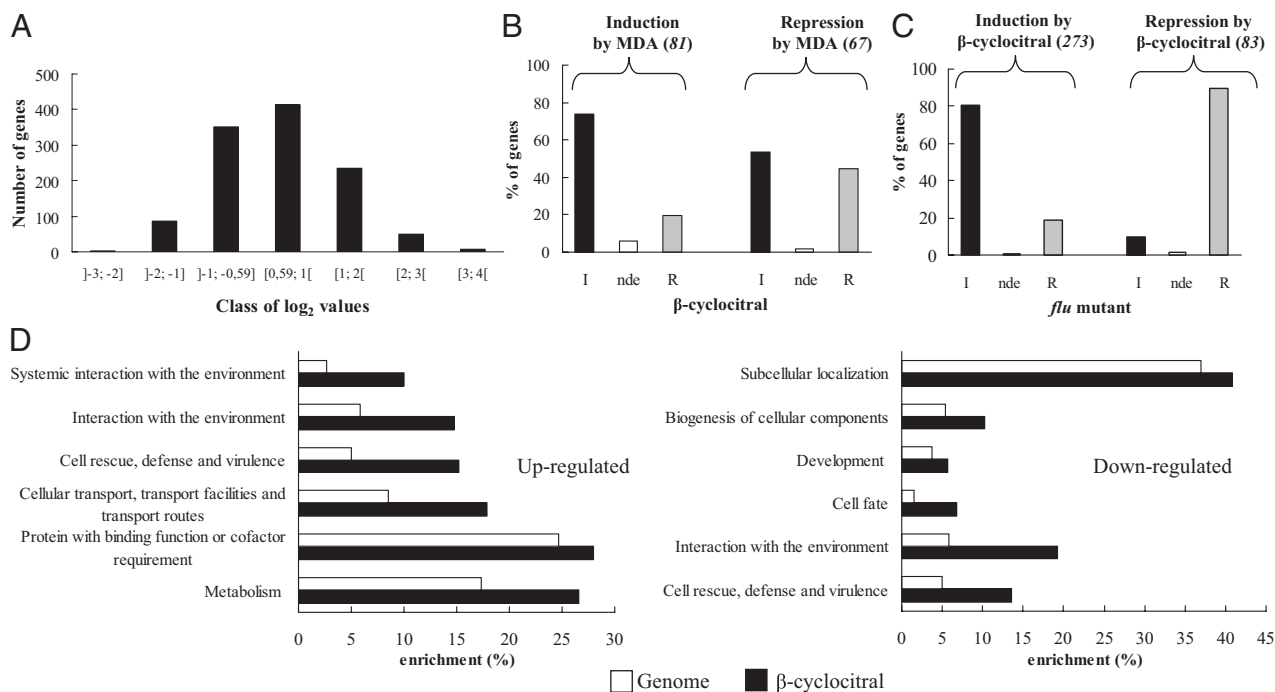 A
Number of genes
500
400
300
200
100
0
]-3; -2]
]-2; -1]
]-1; -0,59]
[0,59; 1[
[1; 2[
[2; 3[
[3; 4[
Class of log2 values
B
Induction
by MDA (81)
Repression
by MDA (67)
% of genes
100
80
60
40
20
0
I
nde
R
I
nde
R
β-cyclocitral
C
Induction by
β-cyclocitral (273)
Repression by
β-cyclocitral (83)
% of genes
100
80
60
40
20
0
I
nde
R
I
nde
R
flu mutant
D
Systemic interaction with the environment
Interaction with the environment
Cell rescue, defense and virulence
Cellular transport, transport facilities and
transport routes
Protein with binding function or cofactor
requirement
Metabolism
Up-regulated
0 5 10 15 20 25 30
enrichment (%)
Subcellular localization
Biogenesis of cellular components
Development
Cell fate
Interaction with the environment
Cell rescue, defense and virulence
Down-regulated
0 5 10 15 20 25 30 35 40 45
enrichment (%)
Genome
β-cyclocitral